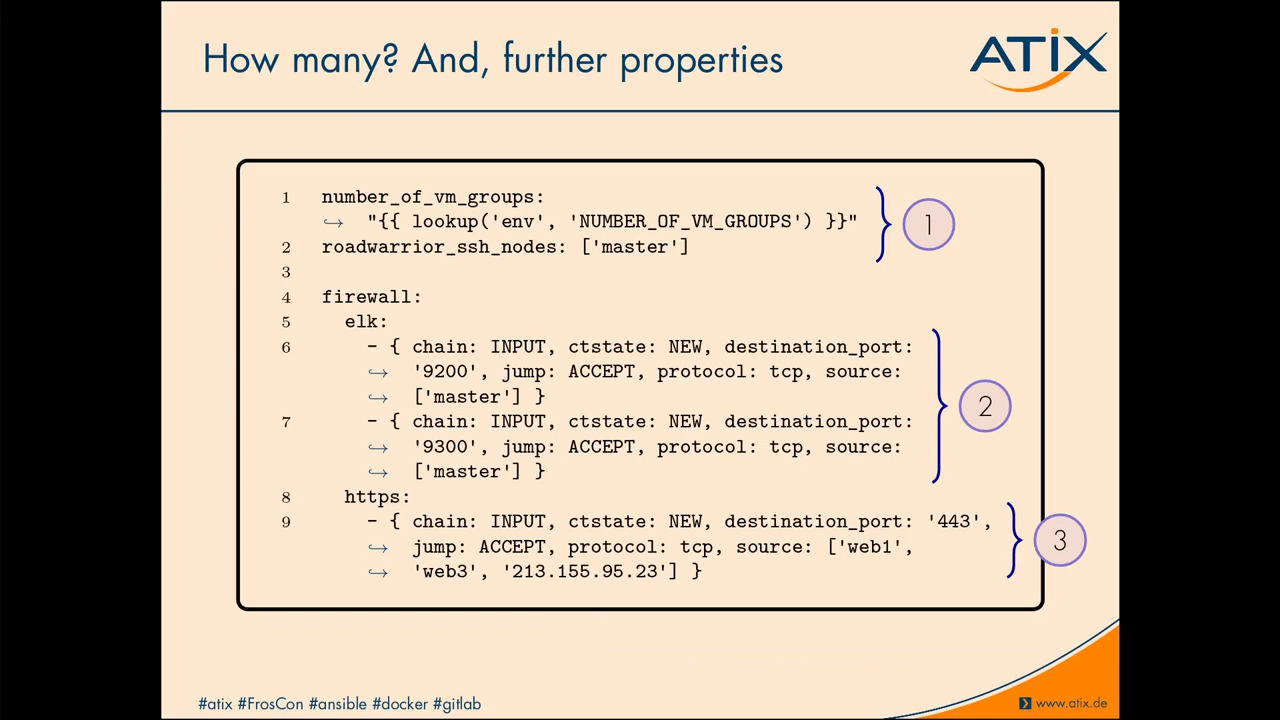 How many? And, further properties
ATIX
1 number_of_vm_groups:
↪ "{{ lookup('env', 'NUMBER_OF_VM_GROUPS') }}"
2 roadwarrior_ssh_nodes: ['master']
3
4 firewall:
5 elk:
6 - { chain: INPUT, ctstate: NEW, destination_port:
↪ '9200', jump: ACCEPT, protocol: tcp, source:
↪ ['master'] }
7 - { chain: INPUT, ctstate: NEW, destination_port:
↪ '9300', jump: ACCEPT, protocol: tcp, source:
↪ ['master'] }
8 https:
9 - { chain: INPUT, ctstate: NEW, destination_port: '443',
↪ jump: ACCEPT, protocol: tcp, source: ['web1',
↪ 'web3', '213.155.95.23'] }
1
2
3
#atix #FrosCon #ansible #docker #gitlab
www.atix.de